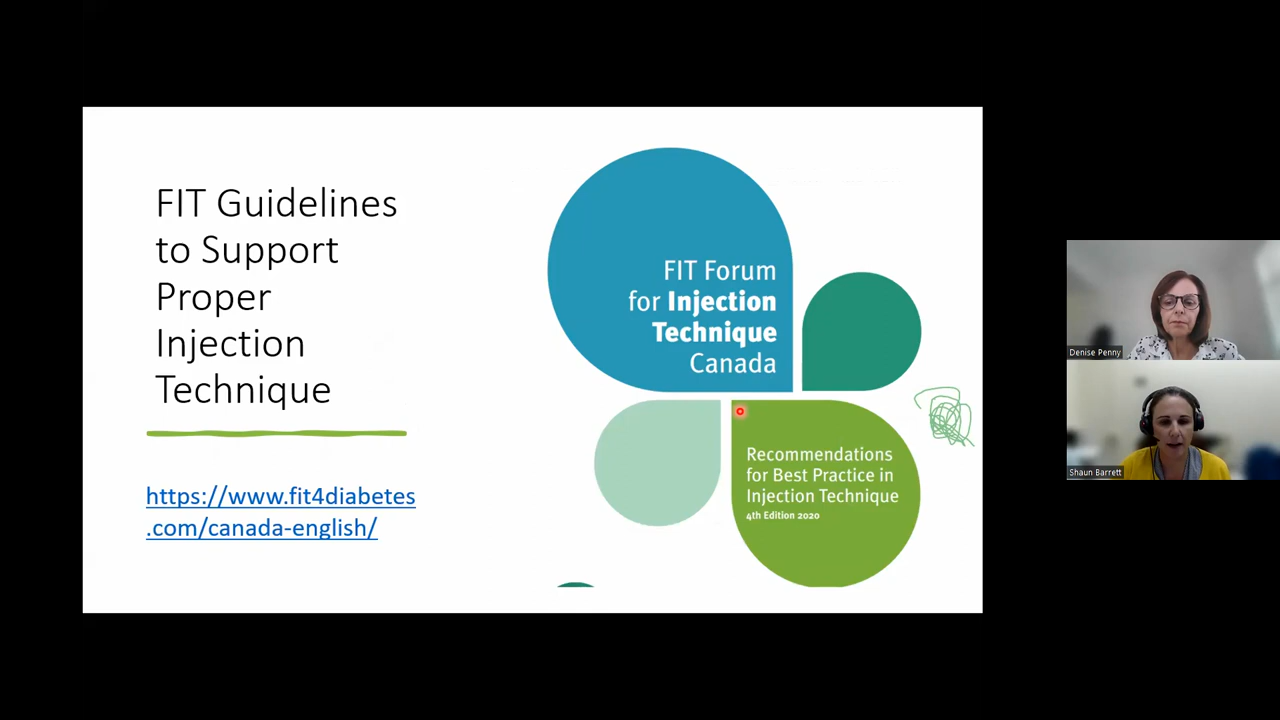 FIT Guidelines
to Support
Proper
Injection
Technique
https://www.fit4diabetes
.com/canada-english/
FIT Forum
for Injection
Technique
Canada
Recommendations
for Best Practice in
Injection Technique
4th Edition 2020
Denise Penny
Shaun Barrett